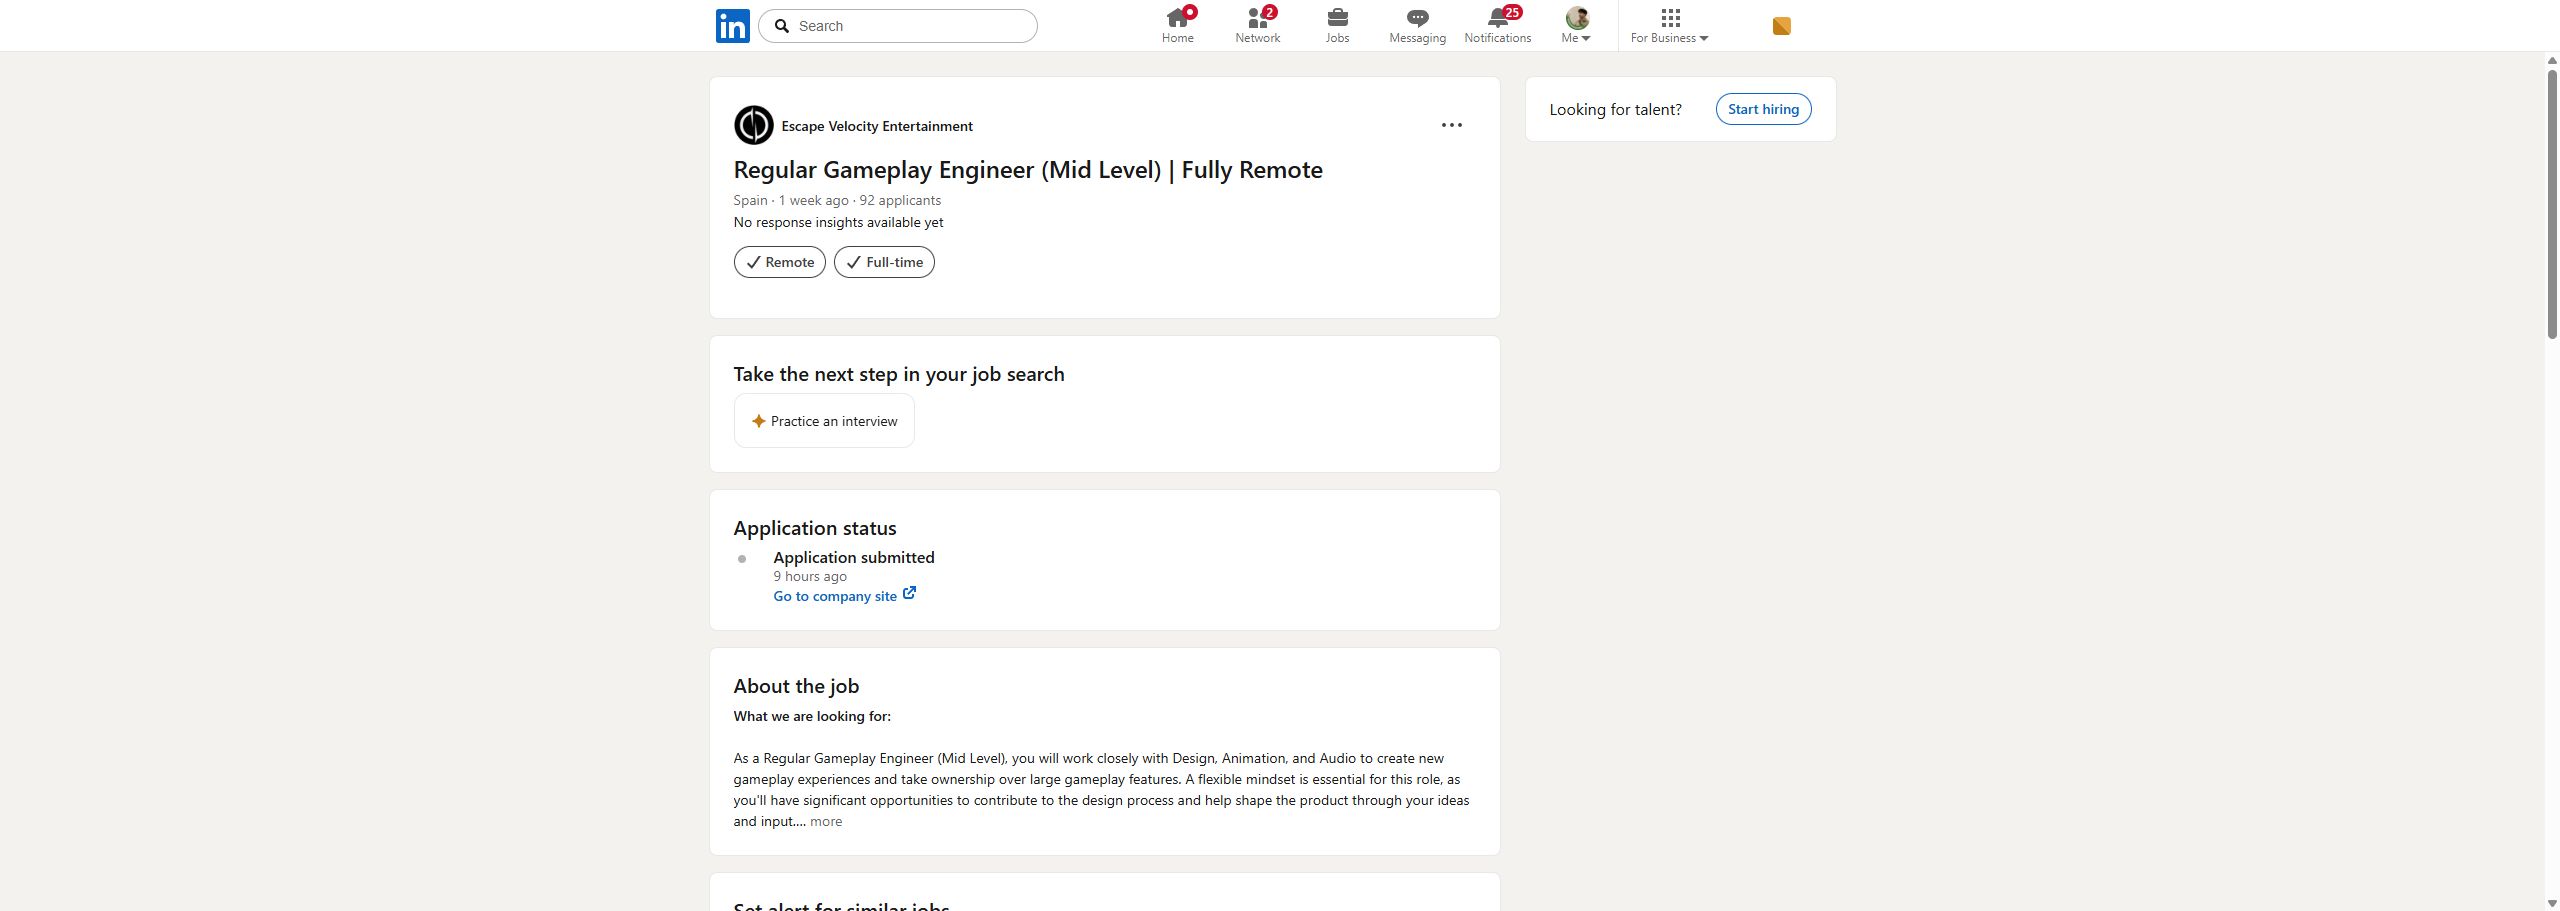 in
Search
Home
2
Network
Jobs
Messaging
25
Notifications
Me
For Business
Escape Velocity Entertainment
Regular Gameplay Engineer (Mid Level) | Fully Remote
Spain · 1 week ago · 92 applicants
No response insights available yet
Remote
Full-time
Looking for talent?
Start hiring
Take the next step in your job search
Practice an interview
Application status
Application submitted
9 hours ago
Go to company site
About the job
What we are looking for:
As a Regular Gameplay Engineer (Mid Level), you will work closely with Design, Animation, and Audio to create new
gameplay experiences and take ownership over large gameplay features. A flexible mindset is essential for this role, as
you'll have significant opportunities to contribute to the design process and help shape the product through your ideas
and input.... more
Set alert for similar jobs